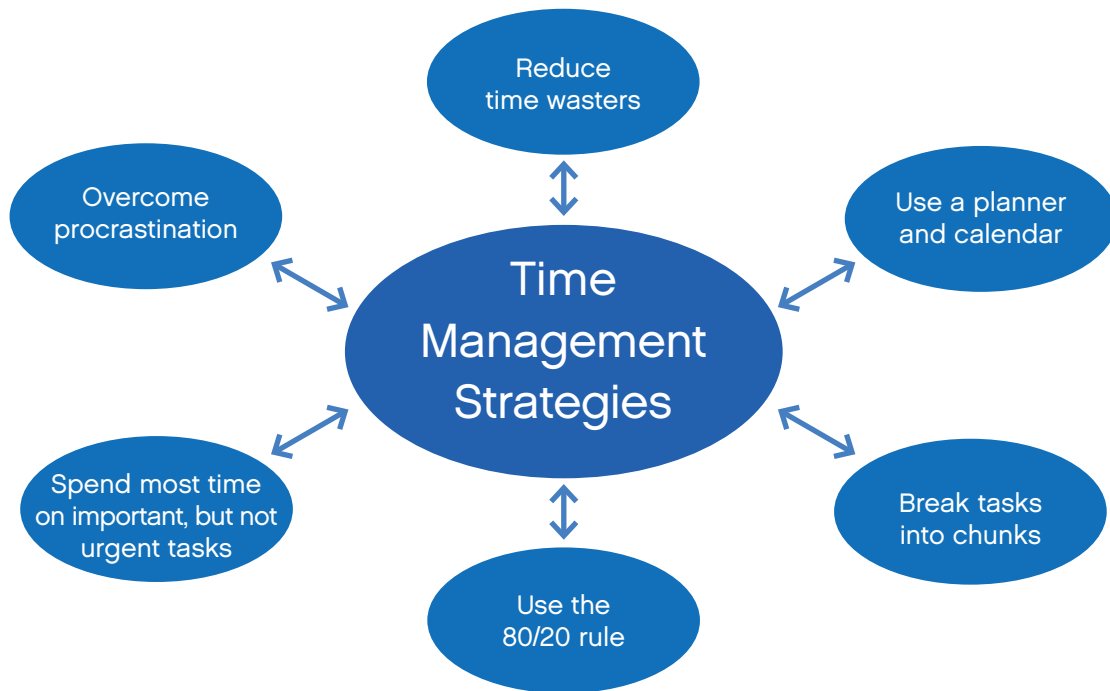 Reduce
time wasters
Overcome
procrastination
Use a planner
and calendar
Time
Management
Strategies
Spend most time
on important, but not
urgent tasks
Break tasks
into chunks
Use the
80/20 rule